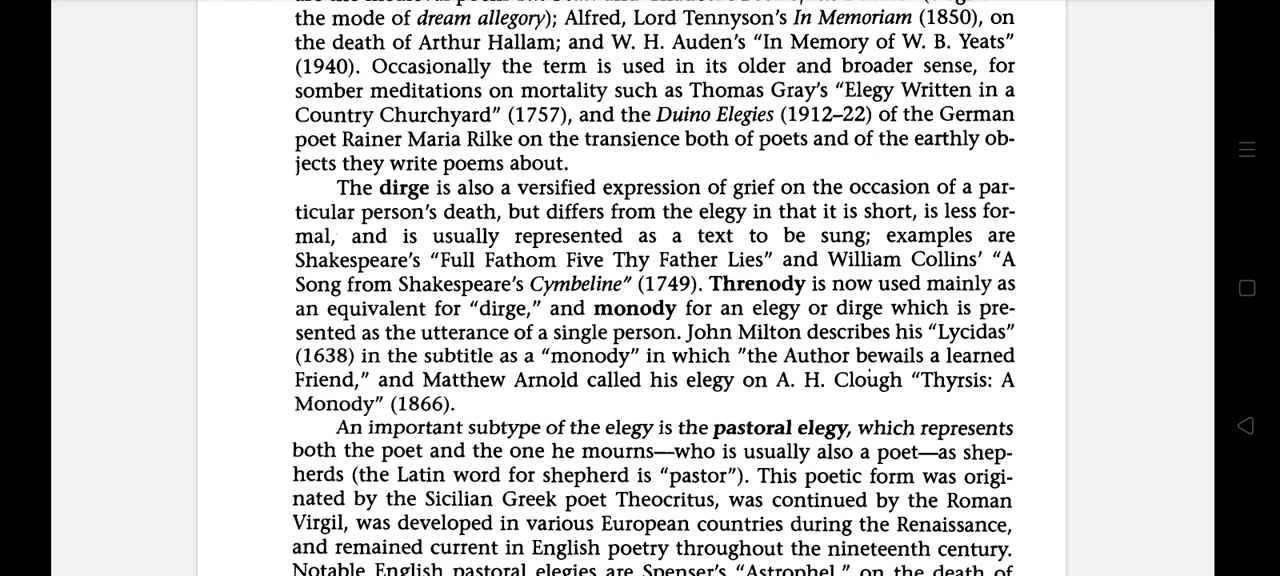 the mode of dream allegory); Alfred, Lord Tennyson's In Memoriam (1850), on
the death of Arthur Hallam; and W. H. Auden's “In Memory of W. B. Yeats”
(1940). Occasionally the term is used in its older and broader sense, for
somber meditations on mortality such as Thomas Gray's “Elegy Written in a
Country Churchyard” (1757), and the Duino Elegies (1912–22) of the German
poet Rainer Maria Rilke on the transience both of poets and of the earthly ob-
jects they write poems about.
The dirge is also a versified expression of grief on the occasion of a par-
ticular person's death, but differs from the elegy in that it is short, is less for-
mal, and is usually represented as a text to be sung; examples are
Shakespeare's “Full Fathom Five Thy Father Lies” and William Collins' “A
Song from Shakespeare's Cymbeline” (1749). Threnody is now used mainly as
an equivalent for “dirge,” and monody for an elegy or dirge which is pre-
sented as the utterance of a single person. John Milton describes his “Lycidas”
(1638) in the subtitle as a “monody” in which ”the Author bewails a learned
Friend,” and Matthew Arnold called his elegy on A. H. Clough “Thyrsis: A
Monody” (1866).
An important subtype of the elegy is the pastoral elegy, which represents
both the poet and the one he mourns—who is usually also a poet—as shep-
herds (the Latin word for shepherd is “pastor”). This poetic form was origi-
nated by the Sicilian Greek poet Theocritus, was continued by the Roman
Virgil, was developed in various European countries during the Renaissance,
and remained current in English poetry throughout the nineteenth century.
Notable English pastoral elegies are Spenser's “Astrophel,” on the death of